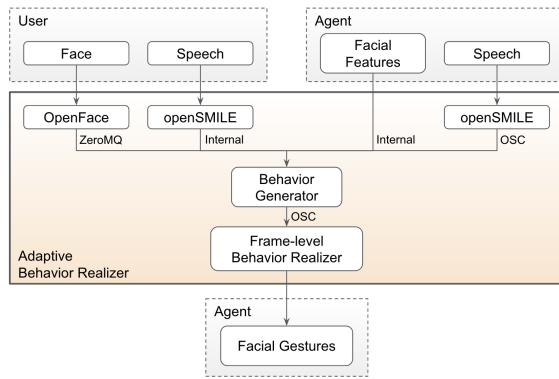 User
Agent
Face
Speech
Facial
Features
Speech
OpenFace
openSMILE
openSMILE
ZeroMQ
Internal
Internal
OSC
Behavior
Generator
OSC
Frame-level
Behavior Realizer
Adaptive
Behavior Realizer
Agent
Facial Gestures